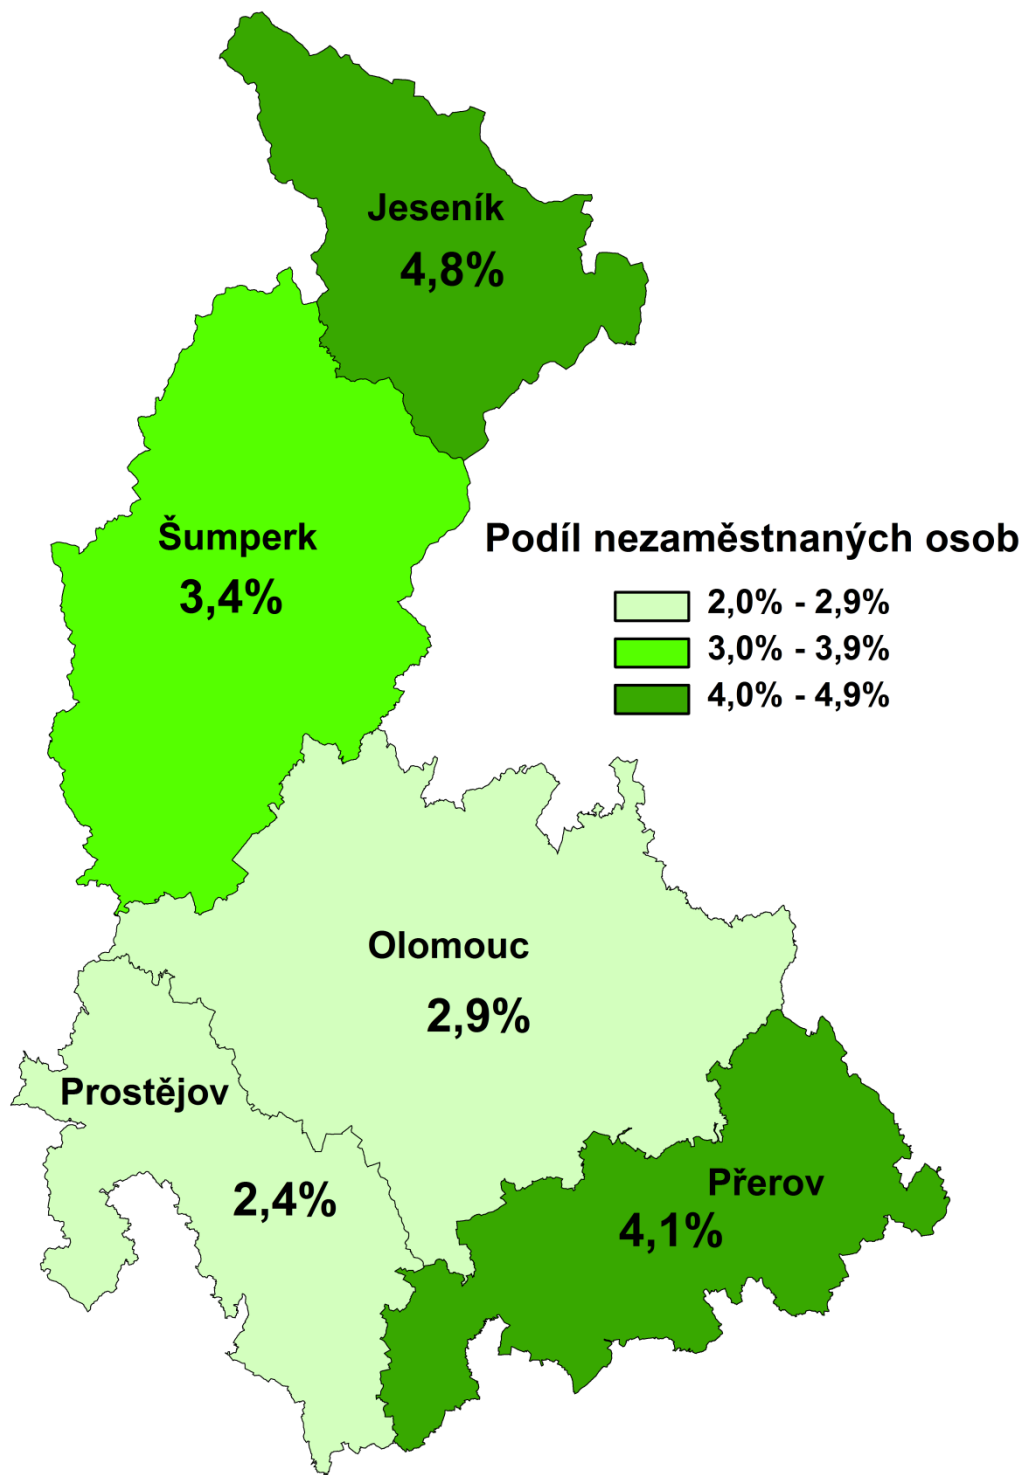 Jeseník
4,8%
Šumperk
3,4%
Podíl nezaměstnaných osob
2,0% - 2,9%
3,0% - 3,9%
4,0% - 4,9%
Olomouc
2,9%
Prostějov
2,4%
Přerov
4,1%